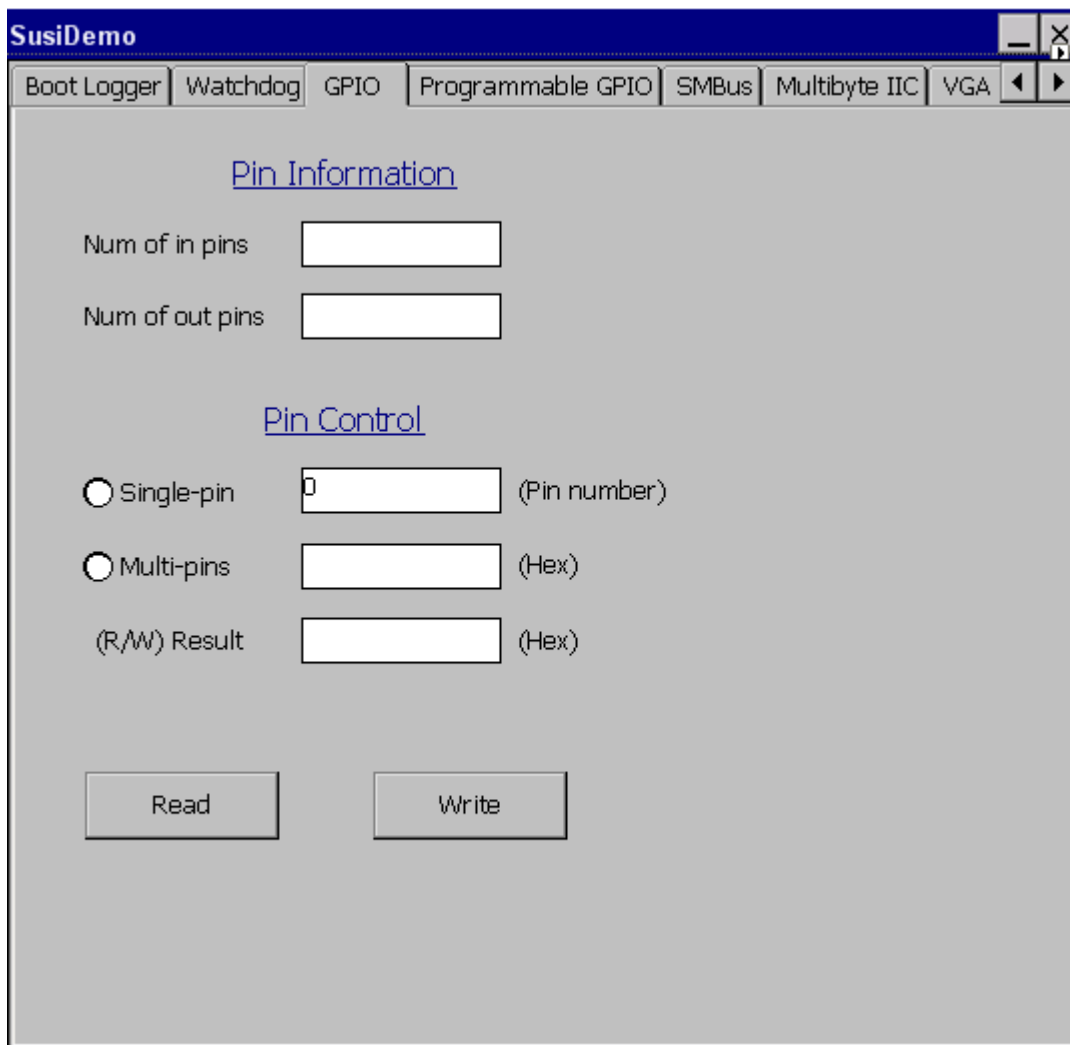 SusiDemo
Boot Logger Watchdog GPIO Programmable GPIO SMBus Multibyte IIC VGA
Pin Information
Num of in pins
Num of out pins
Pin Control
Single-pin 0 (Pin number)
Multi-pins (Hex)
(R/W) Result (Hex)
Read Write